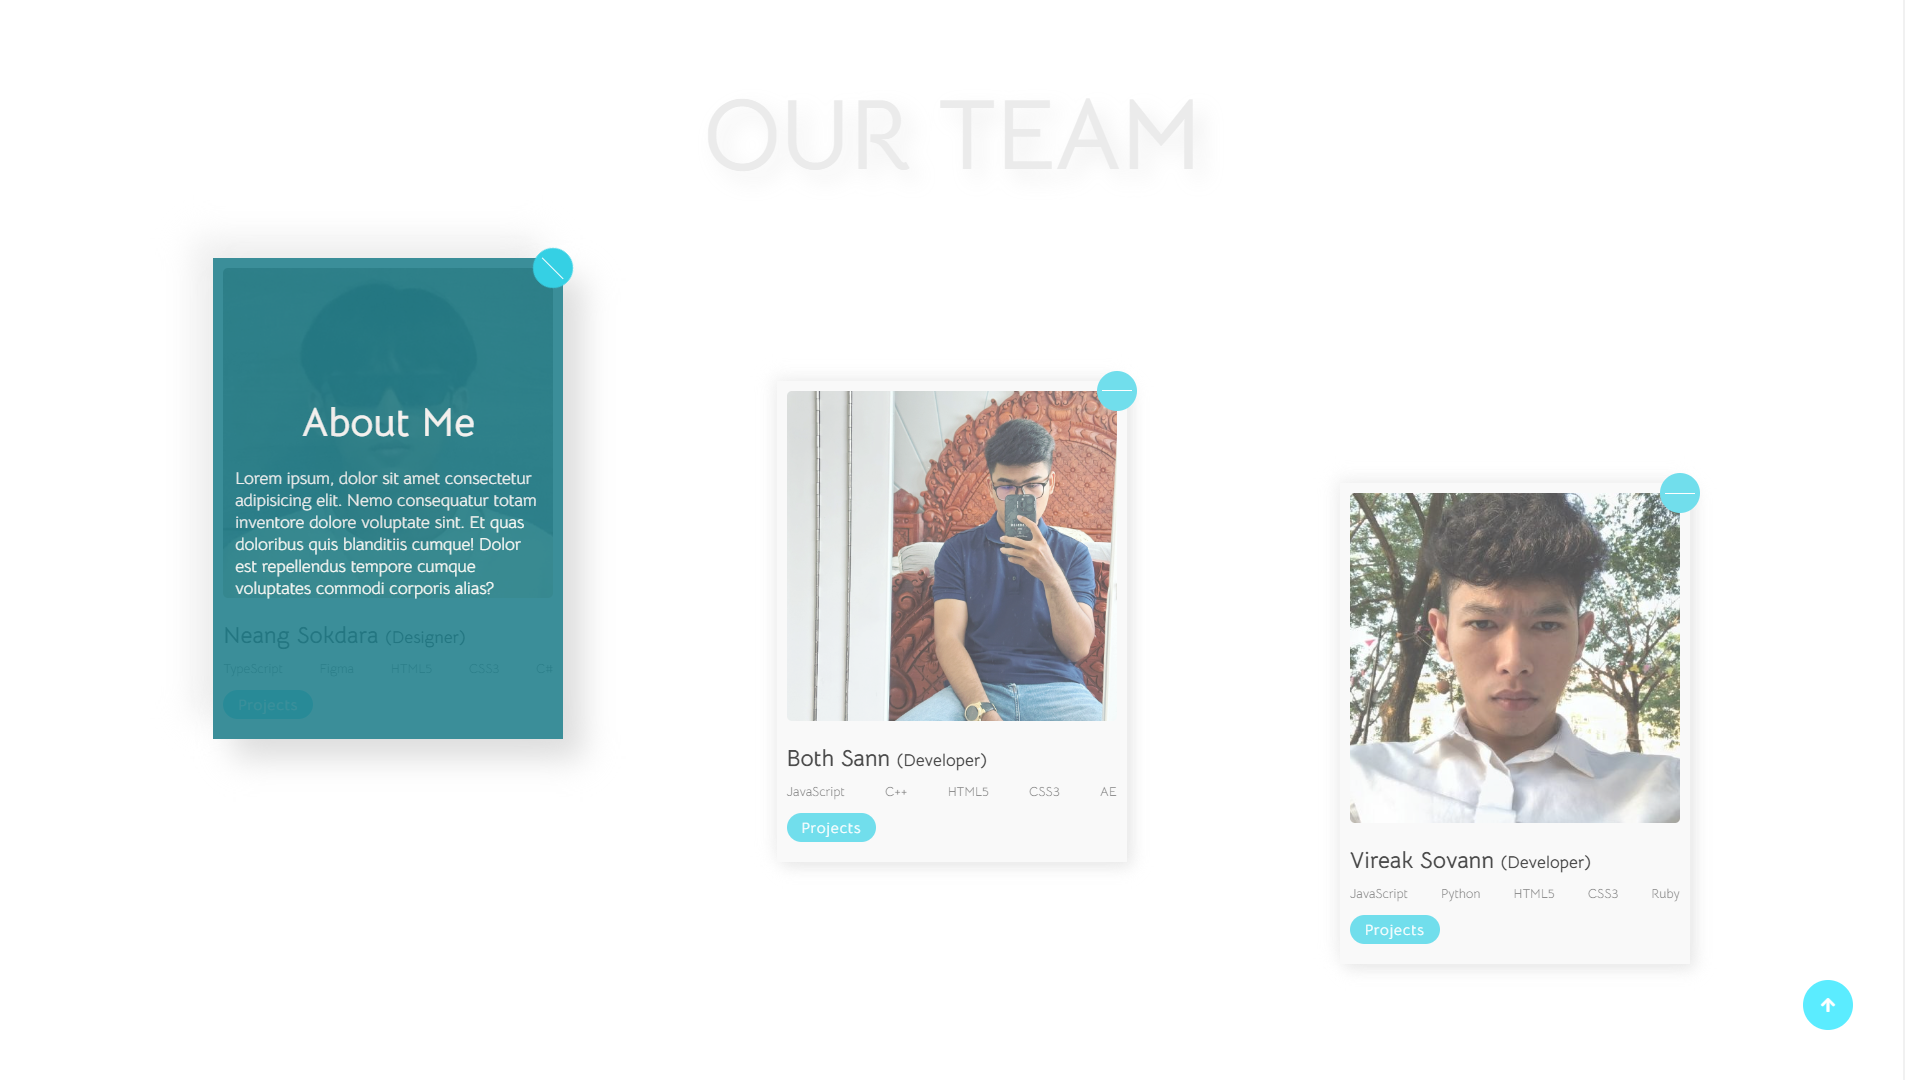 OUR TEAM
About Me
Lorem ipsum, dolor sit amet consectetur
adipisicing elit. Nemo consequatur totam
inventore dolore voluptate sint. Et quas
doloribus quis blanditiis cumque! Dolor
est repellendus tempore cumque
voluptates commodi corporis alias?
Neang Sokdara (Designer)
TypeScript Figma HTML5 CSS3 C#
Projects
Both Sann (Developer)
JavaScript C++ HTML5 CSS3 AE
Projects
Vireak Sovann (Developer)
JavaScript Python HTML5 CSS3 Ruby
Projects